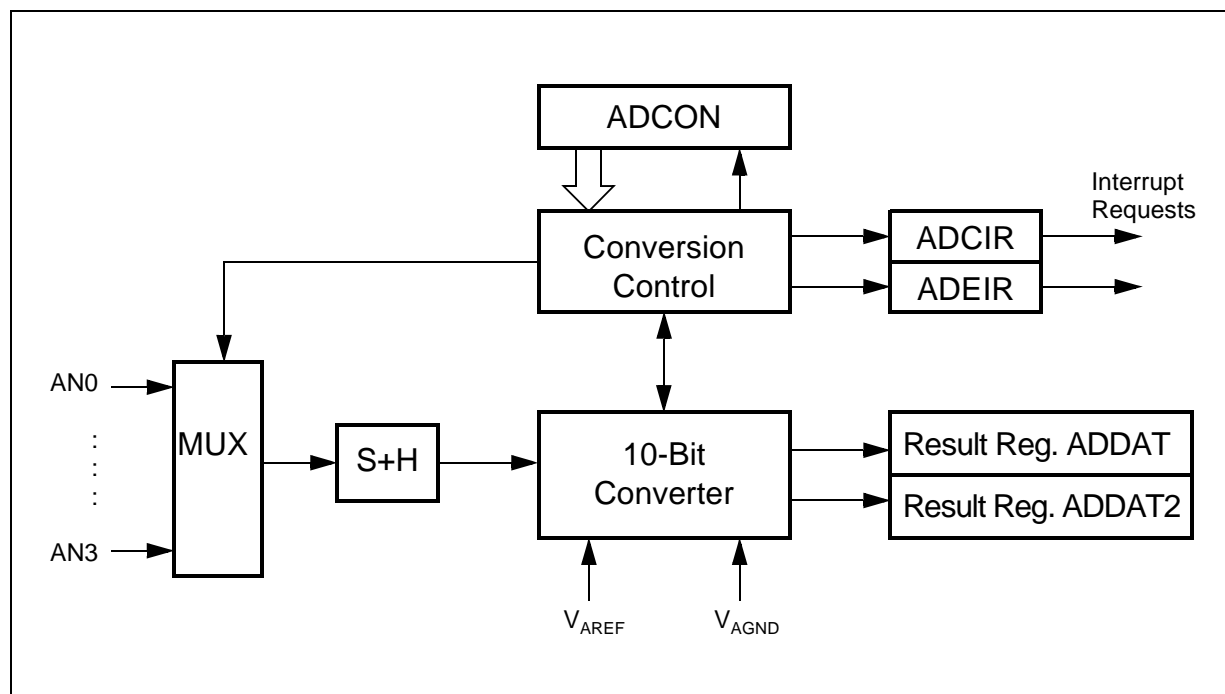 ADCON
Interrupt
Requests
Conversion
Control
ADCIR
ADEIR
AN0
:
:
:
AN3
MUX
S+H
10-Bit
Converter
Result Reg. ADDAT
Result Reg. ADDAT2
VAREF
VAGND